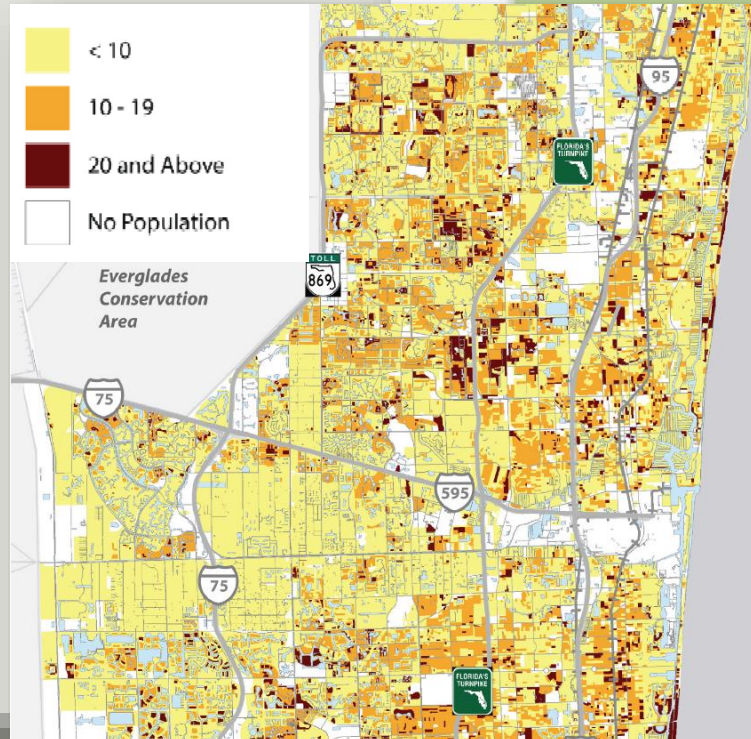 < 10
10 - 19
20 and Above
No Population
95
FLORIDA'S
TURNPIKE
TOLL
869
Everglades
Conservation
Area
75
595
75
FLORIDA'S
TURNPIKE